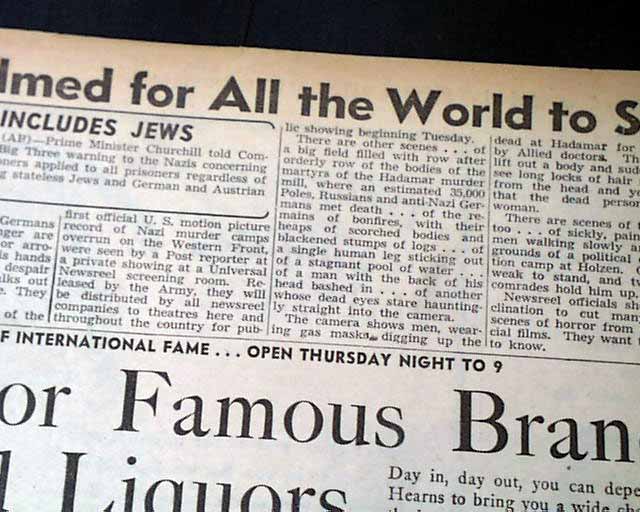 lmed for All the World to S
INCLUDES JEWS
(AP)—Prime Minister Churchill told Com-
Big Three warning to the Nazis concerning
ners applied to all prisoners regardless of
g stateless Jews and German and Austrian
Germans
nger are
or arro-
is hands
despair
lks out
e. They
of the
first official U. S. motion picture
record of Nazi murder camps
overrun on the Western Front,
were seen by a Post reporter at
a private showing at a Universal
Newsreel screening room. Re-
leased by the Army, they will
be distributed by all newsreel
companies to theatres here and
throughout the country for pub-
lic showing beginning Tuesday.
There are other scenes . . . of
a big field filled with row after
orderly row of the bodies of the
martyrs of the Hadamar murder
mill, where an estimated 35,000
Poles, Russians and anti-Nazi Ger-
mans met death . . . of the re-
mains of bonfires, with their
heaps of scorched bodies and
blackened stumps of logs . . . of
a single human leg sticking out
of a stagnant pool of water . . .
of a man with the back of his
head bashed in . . . of another
whose dead eyes stare haunting-
ly straight into the camera.
The camera shows men, wear-
ing gas masks, digging up the
dead at Hadamar for
by Allied doctors. Th
lift out a body and sud
see long locks of hair
from the head and
that the dead person
woman.
There are scenes of t
too . . . of sickly, pain
men walking slowly
grounds of a political
tion camp at Holzen,
weak to stand, and tv
comrades hold him up.
Newsreel officials
clination to cut man
scenes of horror from
cial films. They want
to know.
F INTERNATIONAL FAME . . . OPEN THURSDAY NIGHT TO 9
or Famous Bran
l Liquors
Day in, day out, you can depe
Hearns to bring you a wide ch